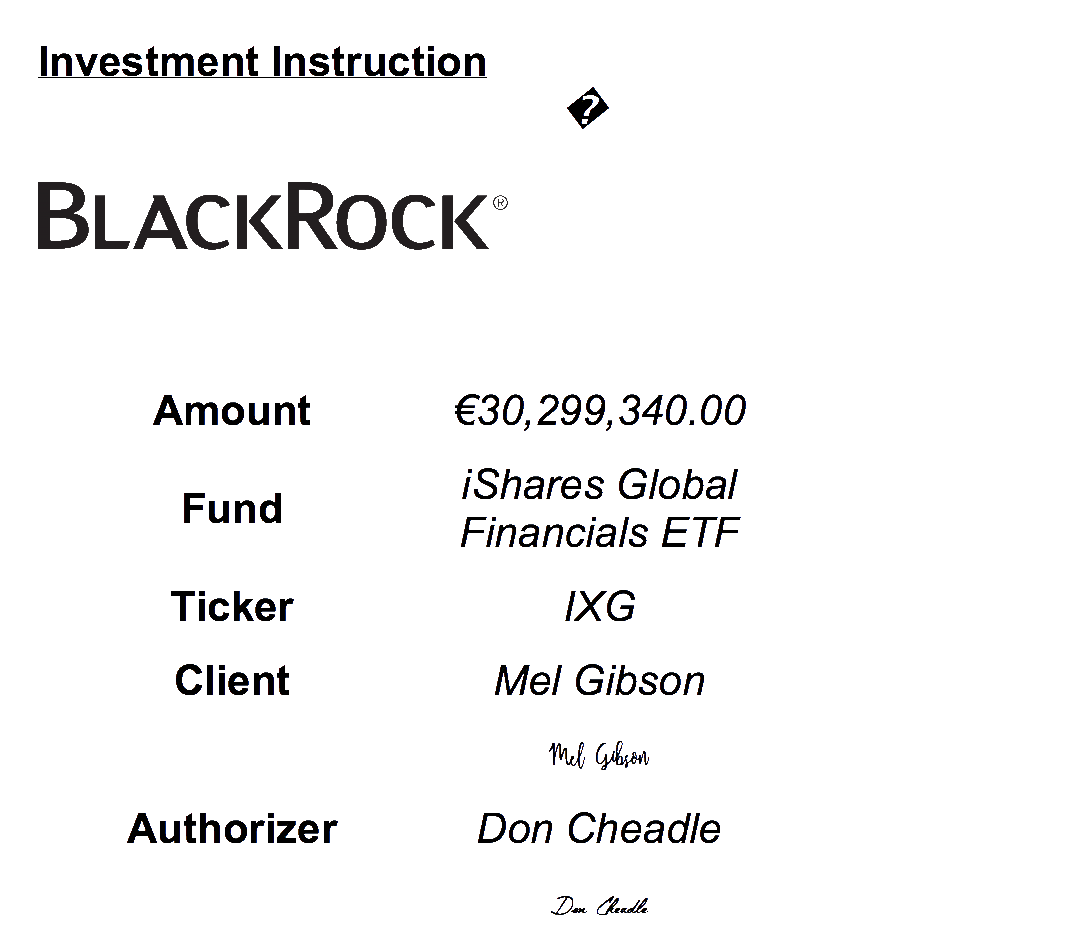 Investment Instruction
�
BLACKROCK®
Amount €30,299,340.00
Fund iShares Global
Financials ETF
Ticker IXG
Client Mel Gibson
Mel Gibson
Authorizer Don Cheadle
Don Cheadle